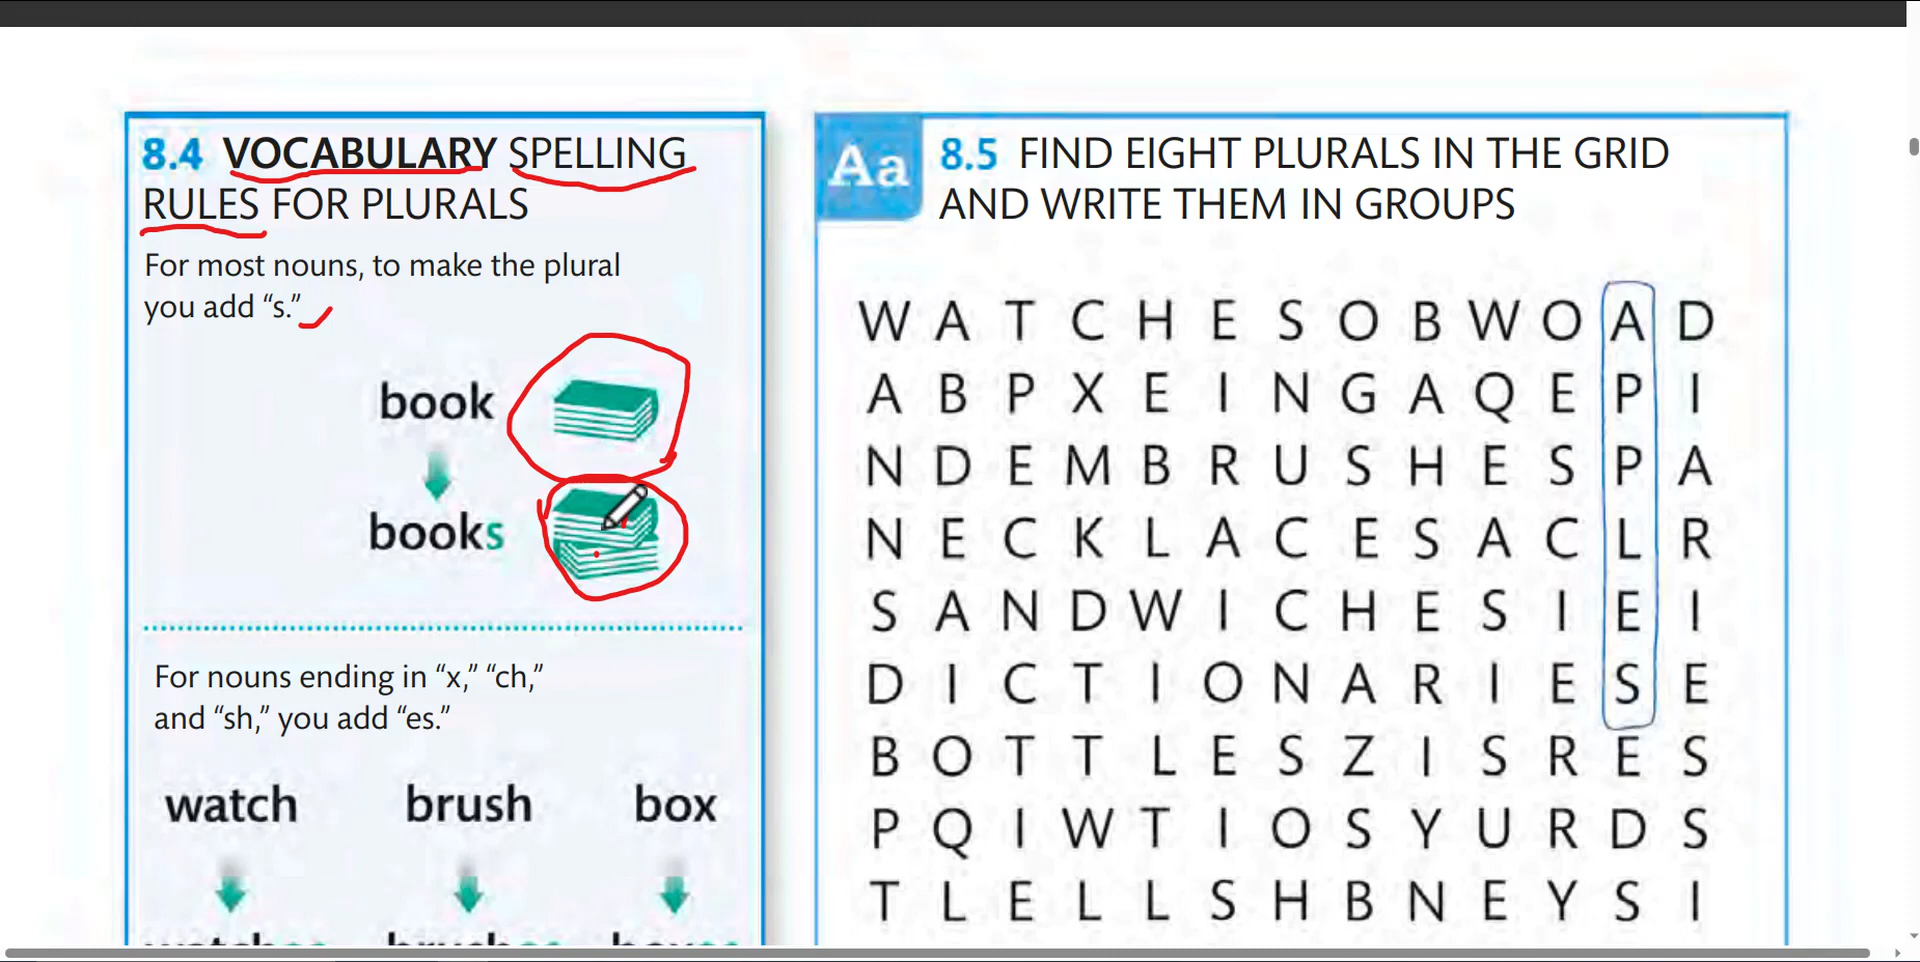 8.4 VOCABULARY SPELLING
RULES FOR PLURALS
For most nouns, to make the plural
you add “s.”
book
books
For nouns ending in “x,” “ch,”
and “sh,” you add “es.”
watch brush box
Aa
8.5 FIND EIGHT PLURALS IN THE GRID
AND WRITE THEM IN GROUPS
W A T C H E S O B W O A D
A B P X E I N G A Q E P I
N D E M B R U S H E S P A
N E C K L A C E S A C L R
S A N D W I C H E S I E I
D I C T I O N A R I E S E
B O T T L E S Z I S R E S
P Q I W T I O S Y U R D S
T L E L L S H B N E Y S I